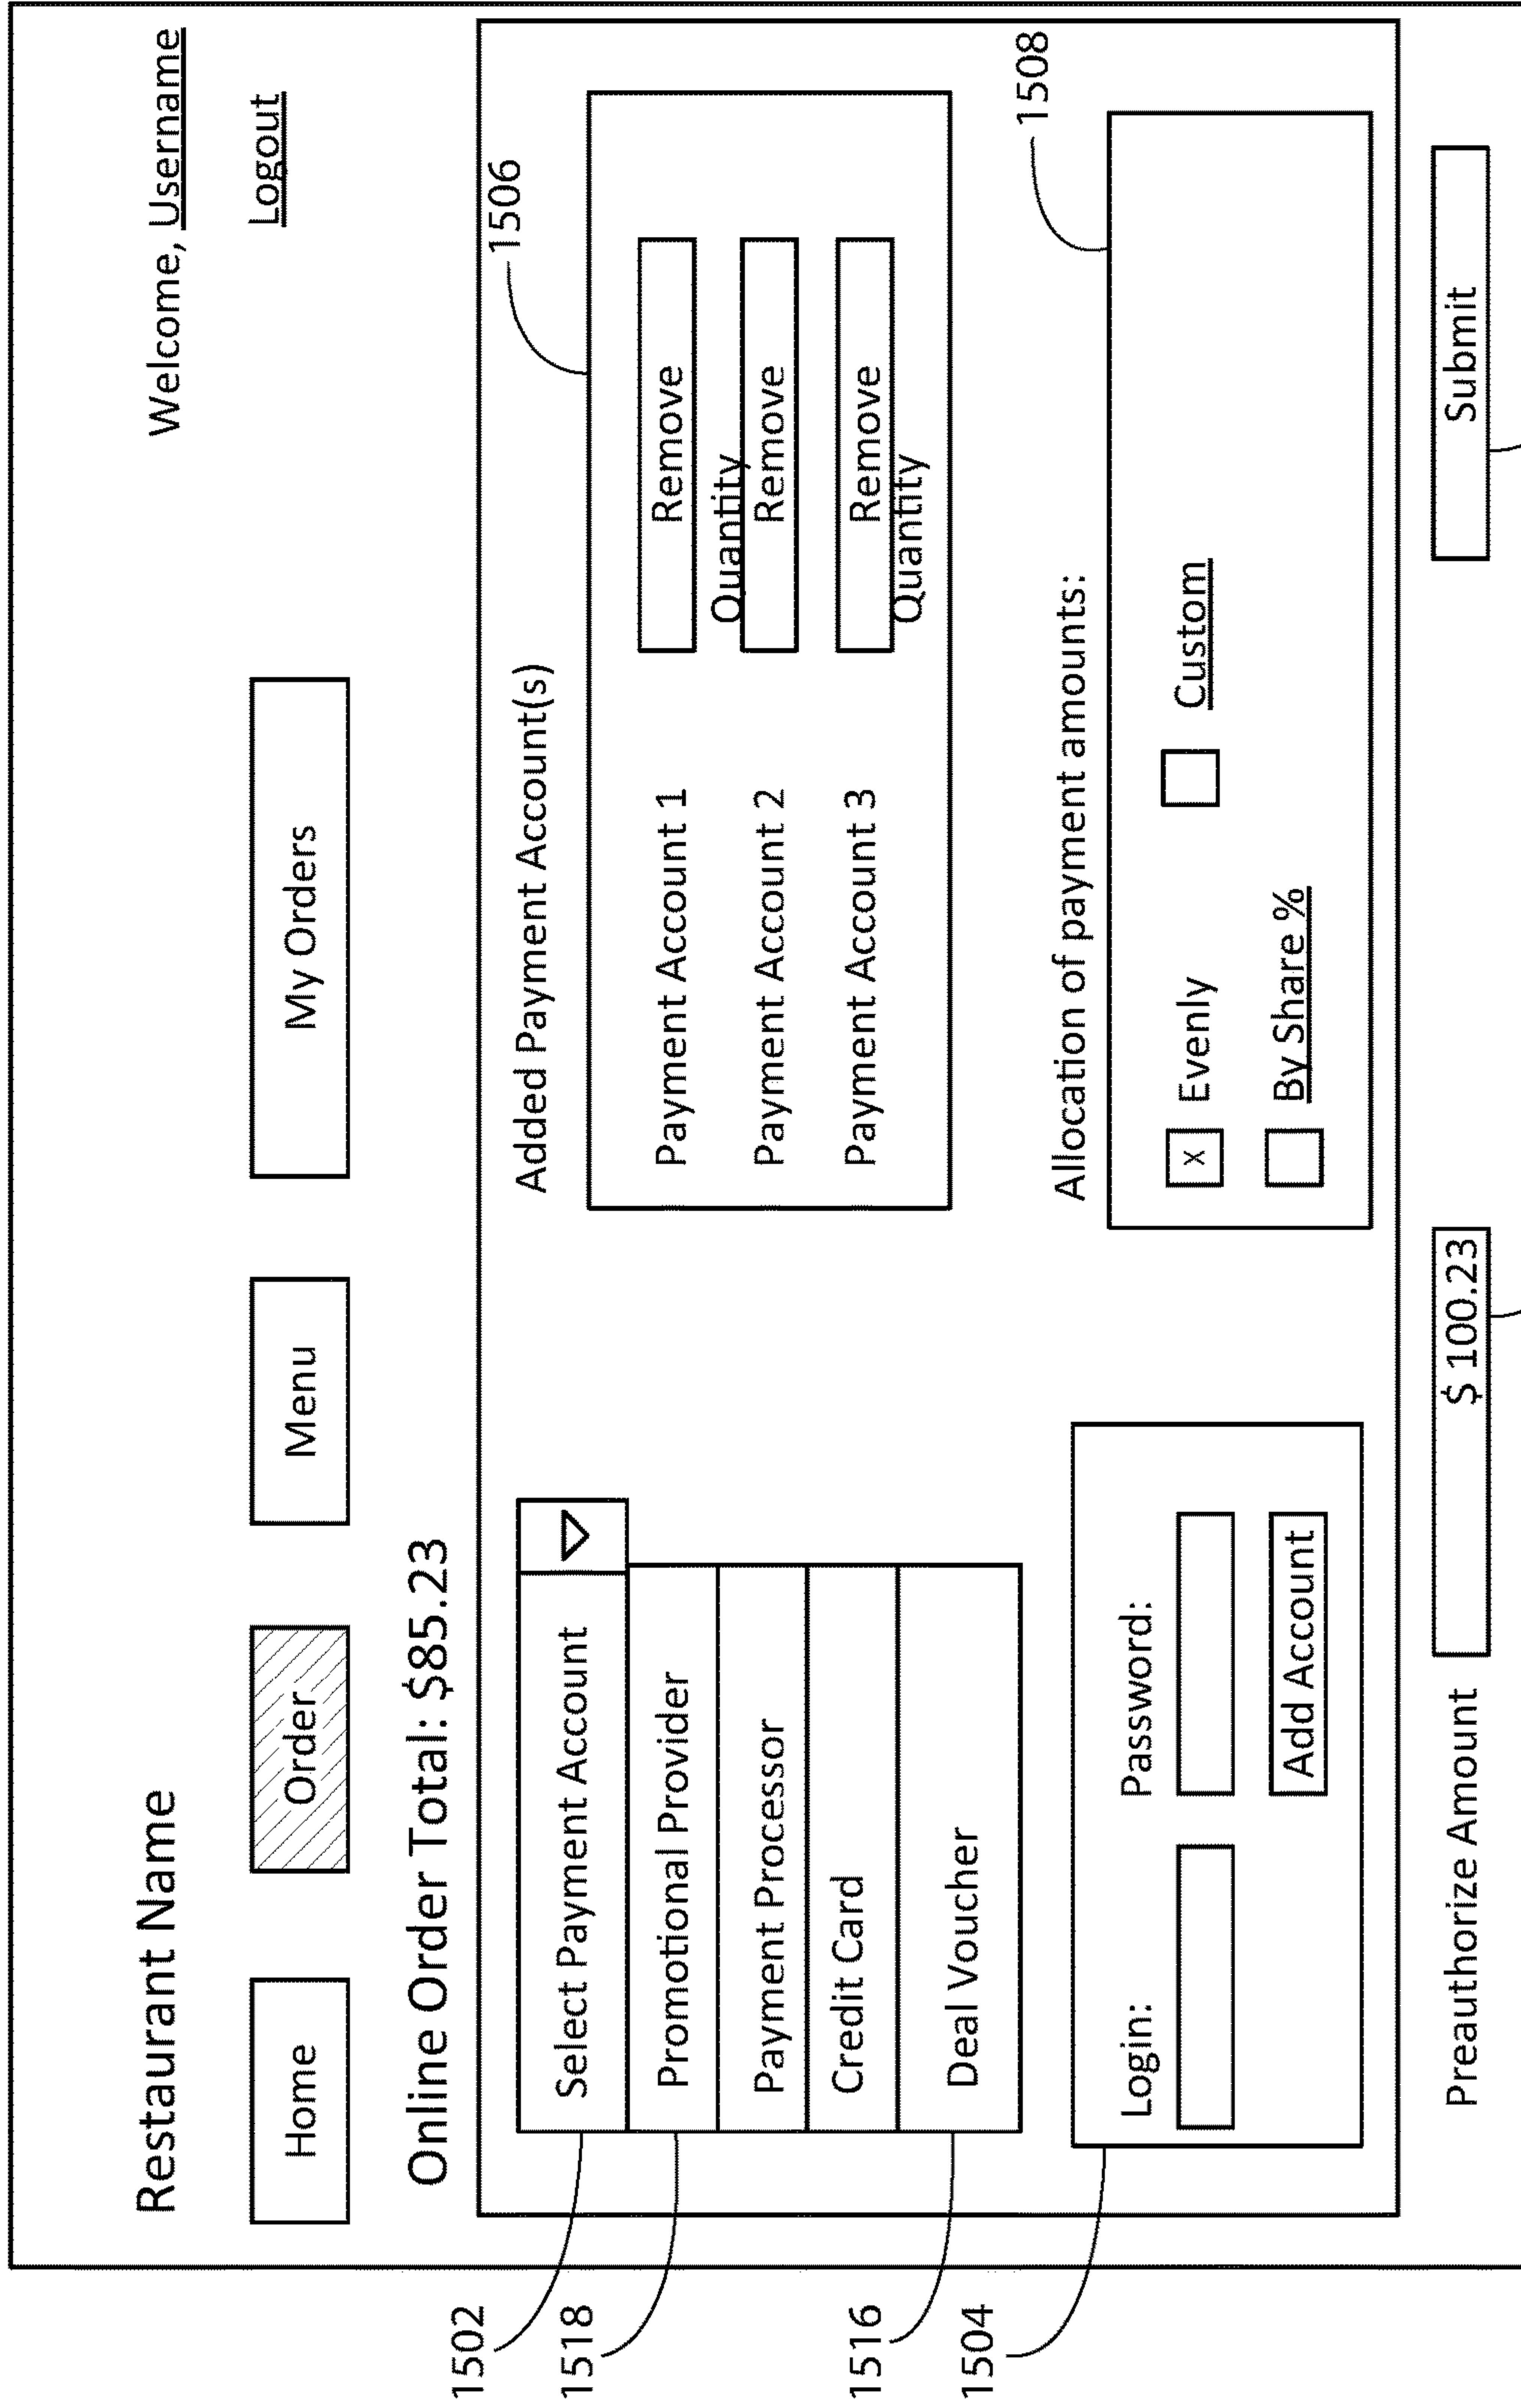 Restaurant Name
Welcome, Username
Logout
Home
Order
Menu
My Orders
Online Order Total: $85.23
1502
Select Payment Account
1518
Promotional Provider
Payment Processor
Credit Card
1516
Deal Voucher
1504
Login:
Password:
Add Account
Added Payment Account(s)
1506
Payment Account 1
Remove
Quantity
Payment Account 2
Remove
Payment Account 3
Remove
Quantity
Allocation of payment amounts:
1508
x Evenly
Custom
By Share %
Preauthorize Amount
$ 100.23
Submit